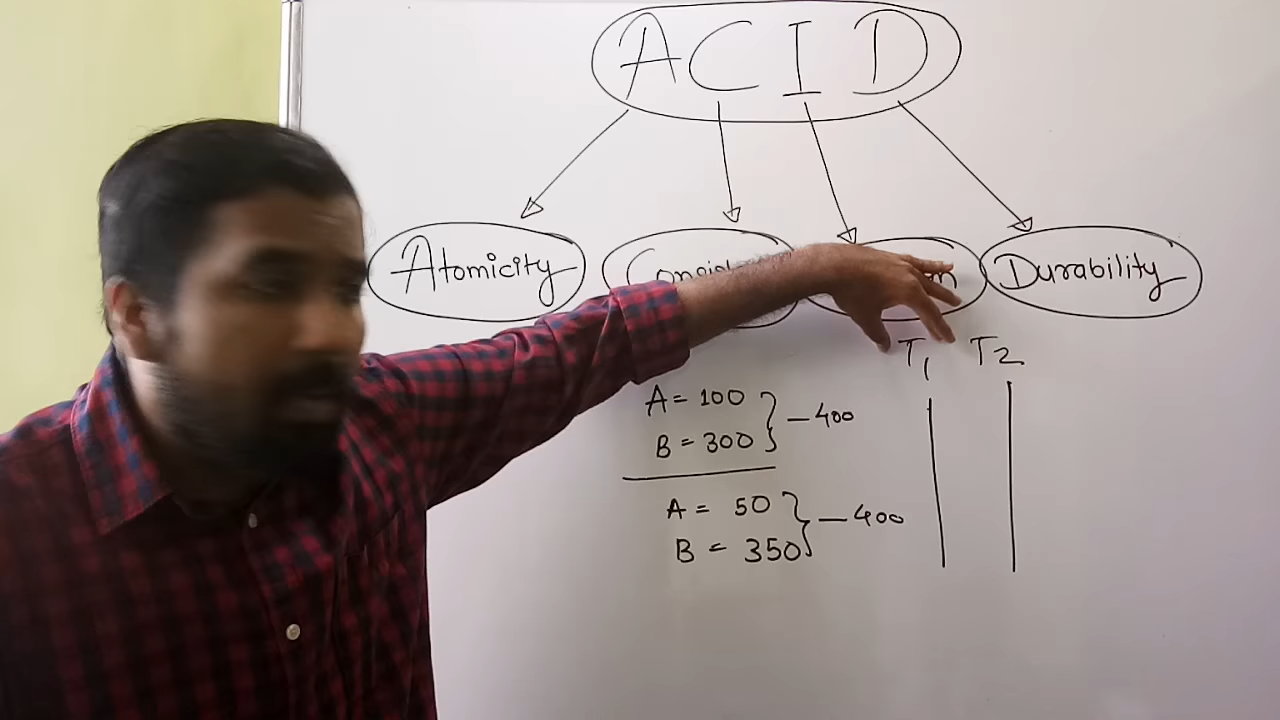 ACID
Atomicity
Durability
T1 T2
A = 100
B = 300
- 400
A = 50
B = 350
- 400